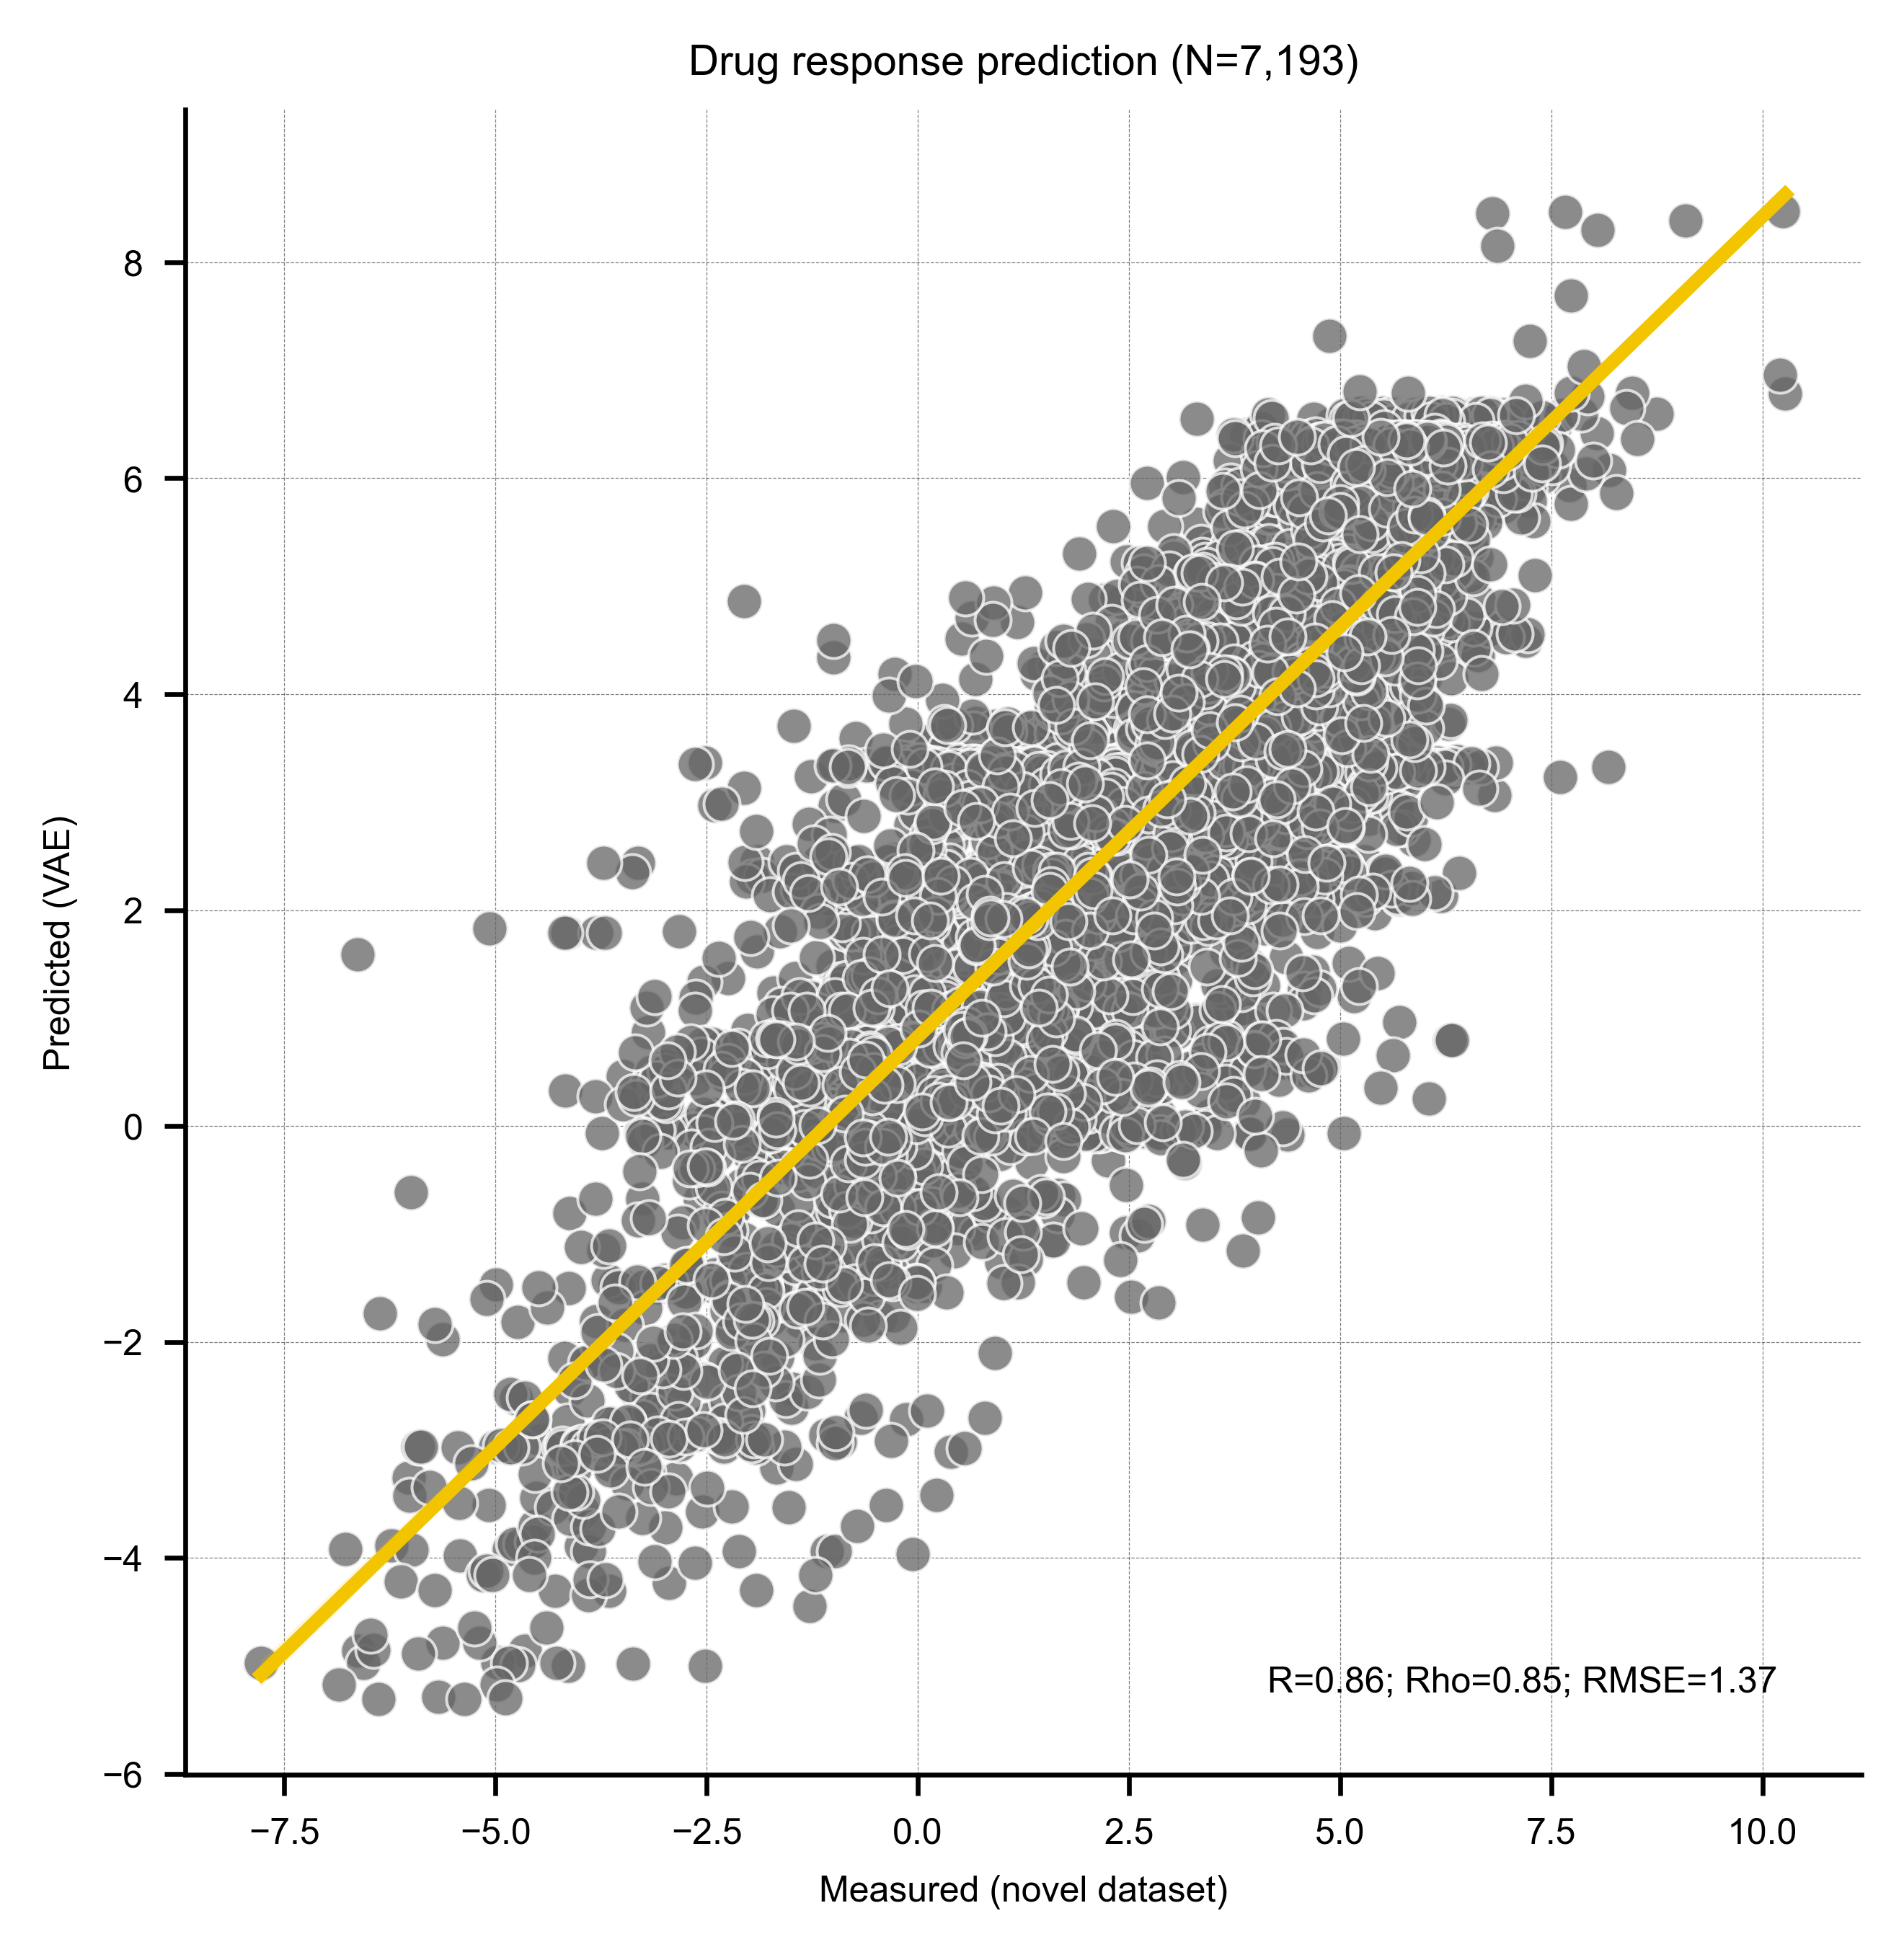 Drug response prediction (N=7,193)
8
6
4
2
0
−2
−4
−6
Predicted (VAE)
R=0.86; Rho=0.85; RMSE=1.37
−7.5 −5.0 −2.5 0.0 2.5 5.0 7.5 10.0
Measured (novel dataset)